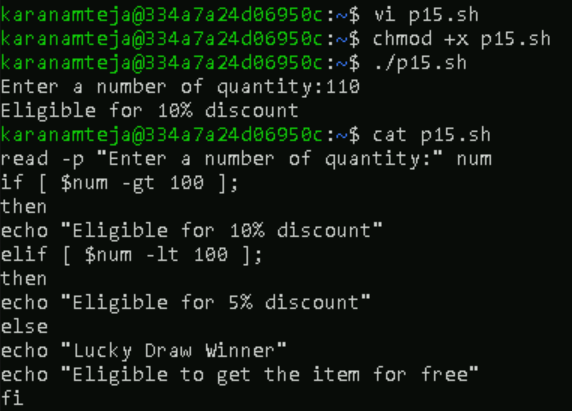 karanamteja@334a7a24d06950c:~$ vi p15.sh
karanamteja@334a7a24d06950c:~$ chmod +x p15.sh
karanamteja@334a7a24d06950c:~$ ./p15.sh
Enter a number of quantity:110
Eligible for 10% discount
karanamteja@334a7a24d06950c:~$ cat p15.sh
read -p "Enter a number of quantity:" num
if [ $num -gt 100 ];
then
echo "Eligible for 10% discount"
elif [ $num -lt 100 ];
then
echo "Eligible for 5% discount"
else
echo "Lucky Draw Winner"
echo "Eligible to get the item for free"
fi